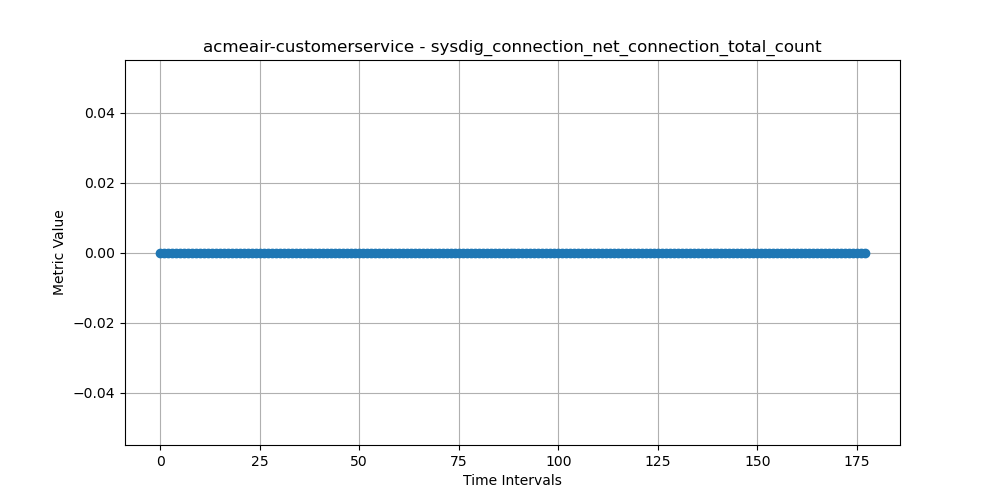 acmeair-customerservice - sysdig_connection_net_connection_total_count
Metric Value
0.04
0.02
0.00
−0.02
−0.04
0 25 50 75 100 125 150 175
Time Intervals